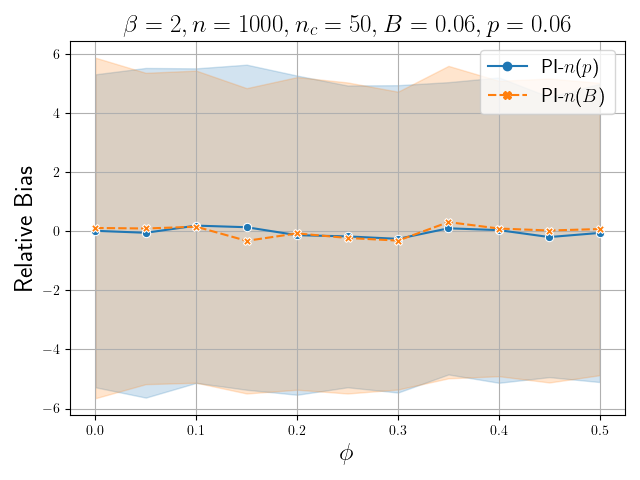 β = 2, n = 1000, n_c = 50, B = 0.06, p = 0.06
PI-n(p)
PI-n(B)
Relative Bias
6
4
2
0
−2
−4
−6
0.0 0.1 0.2 0.3 0.4 0.5
ϕ